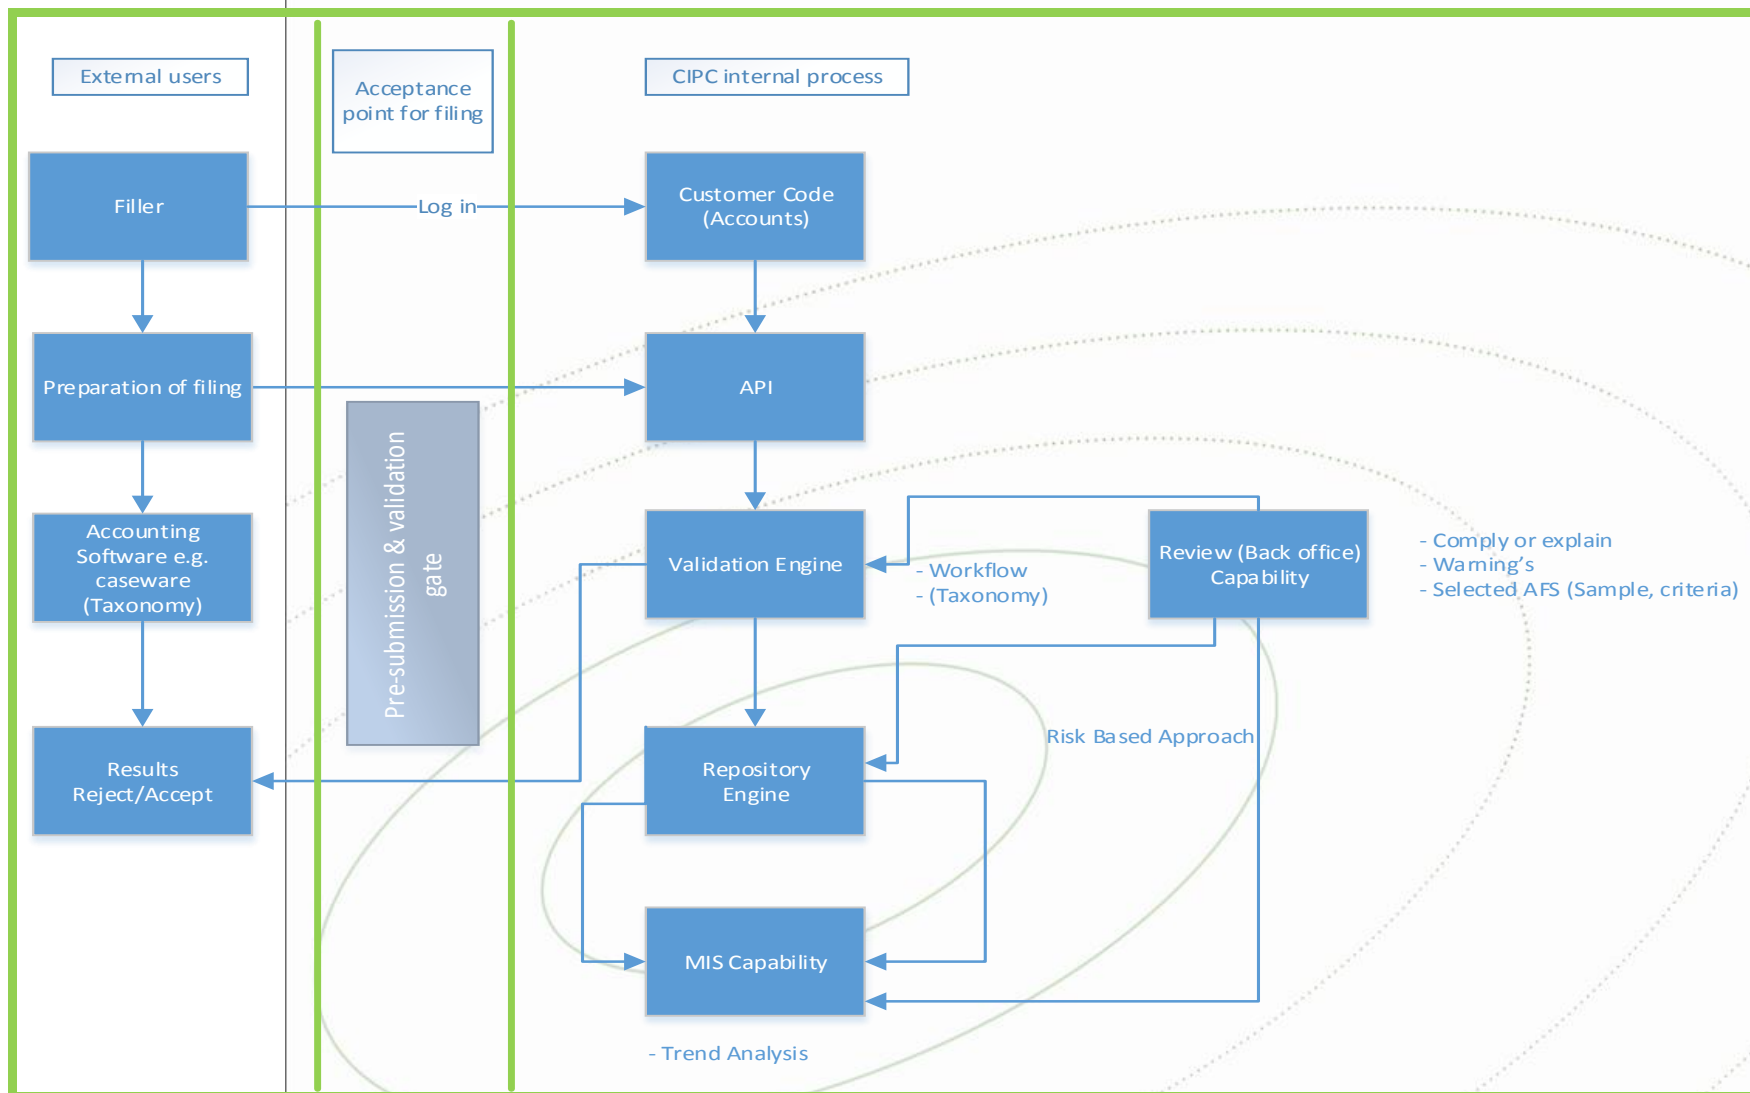 External users
Acceptance
point for filing
CIPC internal process
Filler
Log in
Customer Code
(Accounts)
Preparation of filing
API
Pre-submission & validation
gate
Accounting
Software e.g.
caseware
(Taxonomy)
Validation Engine
- Workflow
- (Taxonomy)
Review (Back office)
Capability
- Comply or explain
- Warning’s
- Selected AFS (Sample, criteria)
Results
Reject/Accept
Repository
Engine
Risk Based Approach
MIS Capability
- Trend Analysis